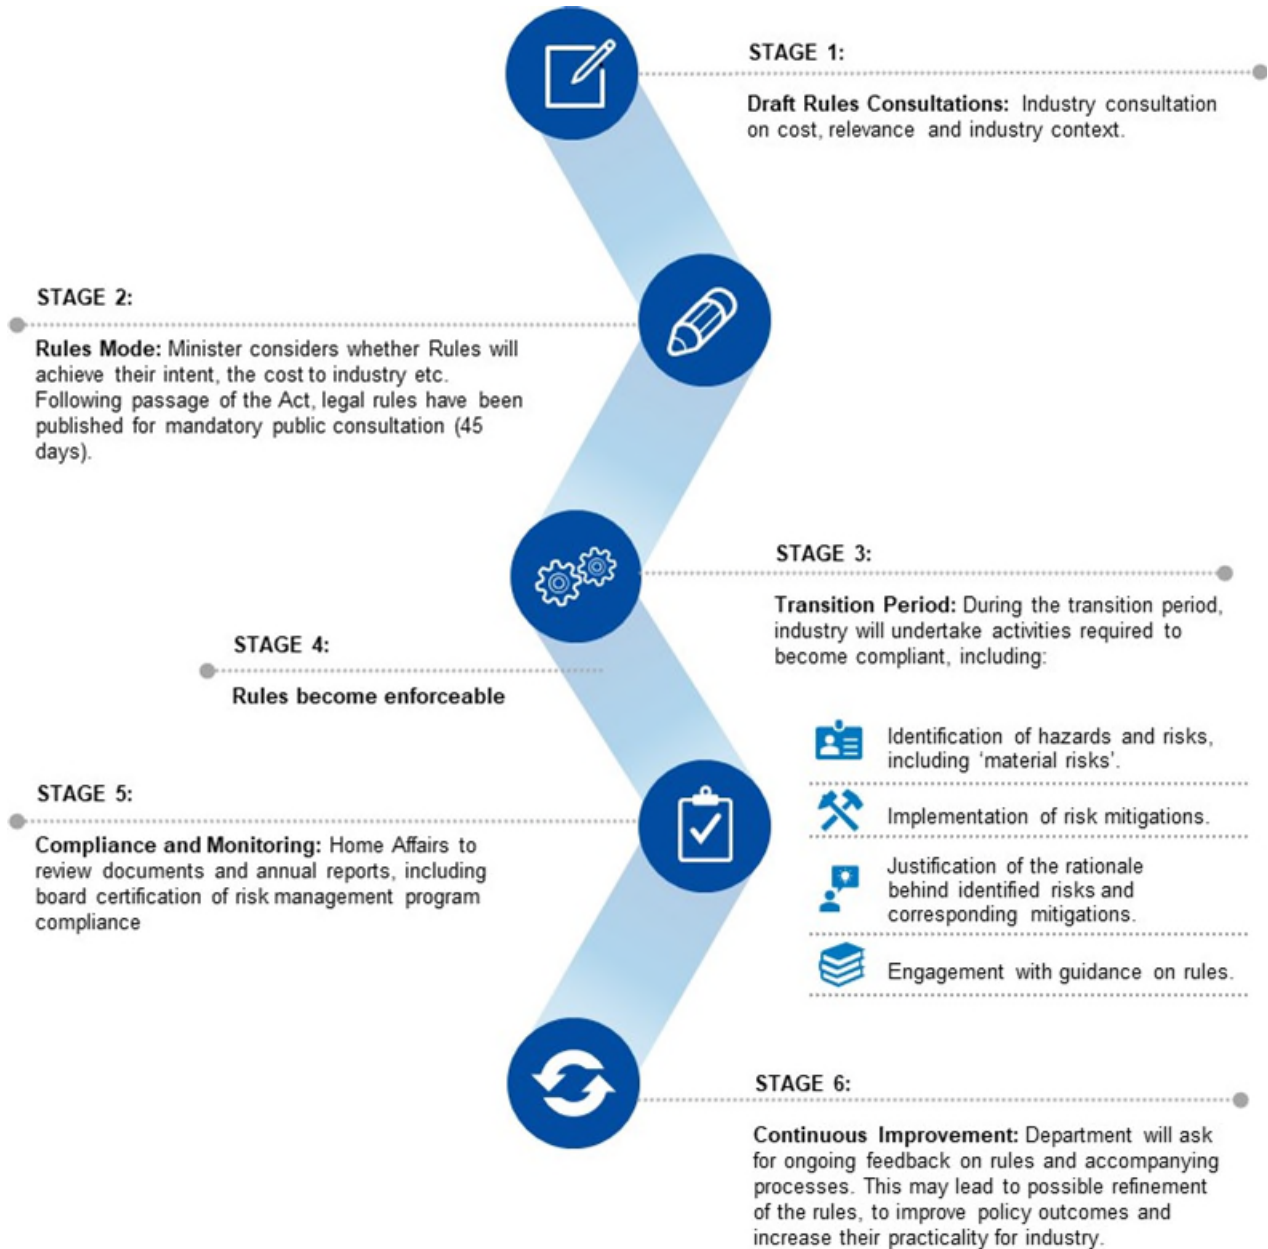 STAGE 1:
Draft Rules Consultations: Industry consultation
on cost, relevance and industry context.
STAGE 2:
Rules Mode: Minister considers whether Rules will
achieve their intent, the cost to industry etc.
Following passage of the Act, legal rules have been
published for mandatory public consultation (45
days).
STAGE 3:
Transition Period: During the transition period,
industry will undertake activities required to
become compliant, including:
Identification of hazards and risks,
including ‘material risks’.
Implementation of risk mitigations.
Justification of the rationale
behind identified risks and
corresponding mitigations.
Engagement with guidance on rules.
STAGE 4:
Rules become enforceable
STAGE 5:
Compliance and Monitoring: Home Affairs to
review documents and annual reports, including
board certification of risk management program
compliance
STAGE 6:
Continuous Improvement: Department will ask
for ongoing feedback on rules and accompanying
processes. This may lead to possible refinement
of the rules, to improve policy outcomes and
increase their practicality for industry.